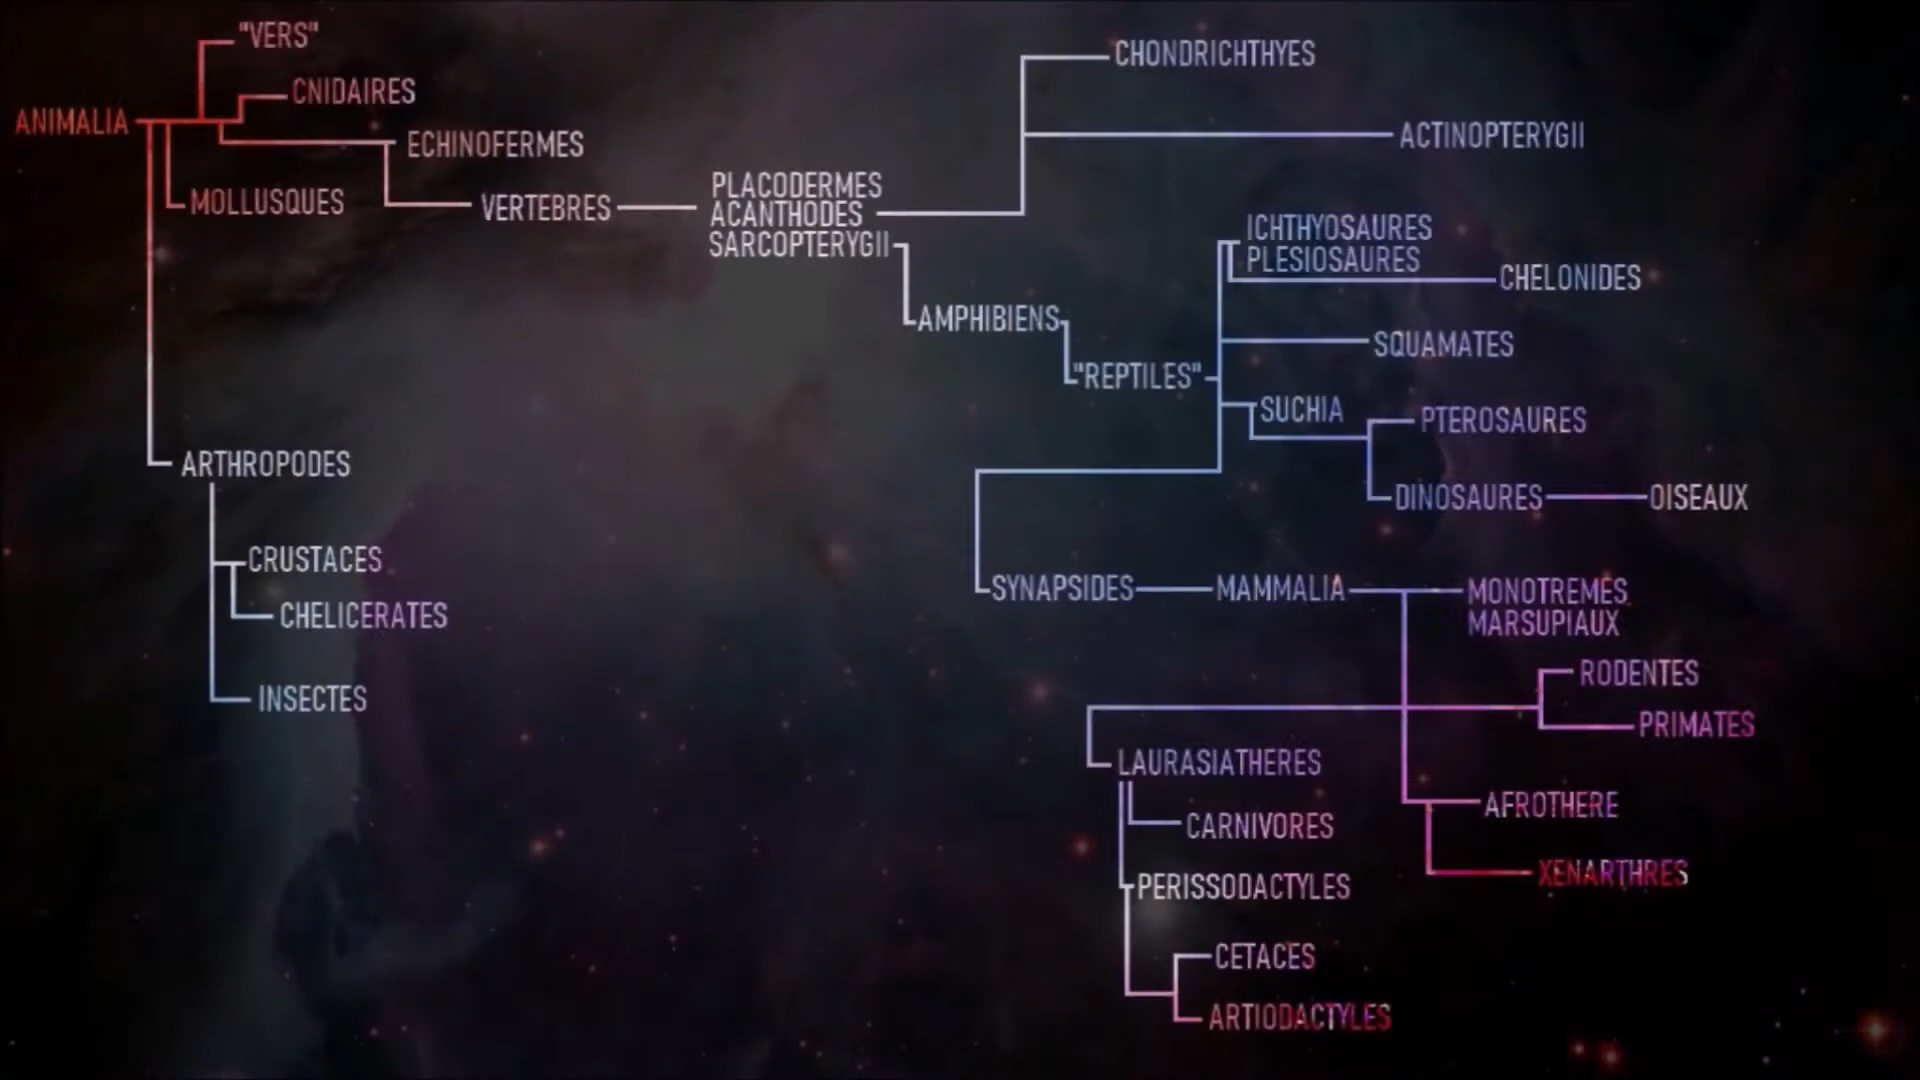 "VERS"
CNIDAIRES
ANIMALIA
ECHINOFERMES
MOLLUSQUES
VERTEBRES
PLACODERMES
ACANTHODES
SARCOPTERYGII
CHONDRICHTHYES
ACTINOPTERYGII
AMPHIBIENS
"REPTILES"
ICHTHYOSAURES
PLESIOSAURES
CHELONIDES
SQUAMATES
SUCHIA
PTEROSAURES
DINOSAURES
OISEAUX
ARTHROPODES
CRUSTACES
CHELICERATES
INSECTES
SYNAPSIDES
MAMMALIA
MONOTREMES
MARSUPIAUX
RODENTES
PRIMATES
LAURASIATHERES
AFROTHERE
CARNIVORES
XENARTHRES
PERISSODACTYLES
CETACES
ARTIODACTYLES